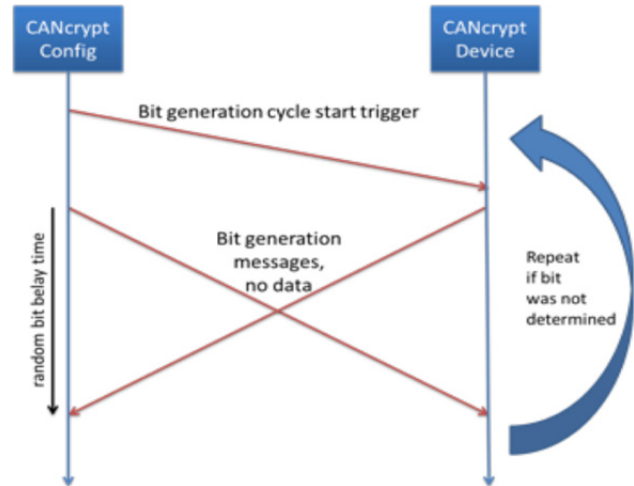 CANcrypt
Config
CANcrypt
Device
Bit generation cycle start trigger
Bit generation
messages,
no data
random bit belay time
Repeat
if bit
was not
determined